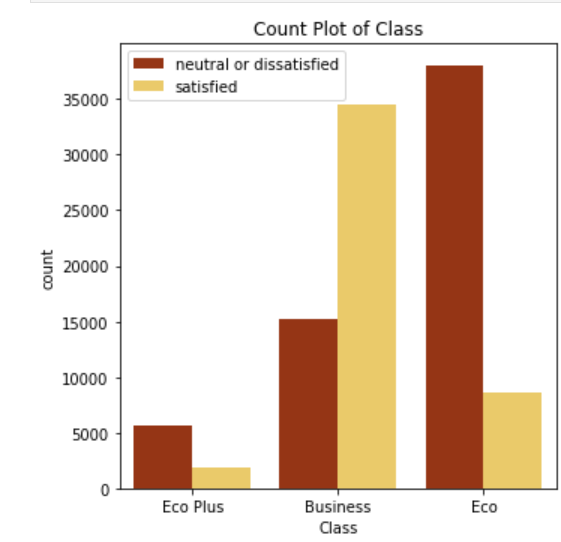 Count Plot of Class
neutral or dissatisfied
satisfied
35000
30000
25000
20000
15000
10000
5000
0
count
Eco Plus Business Eco
Class